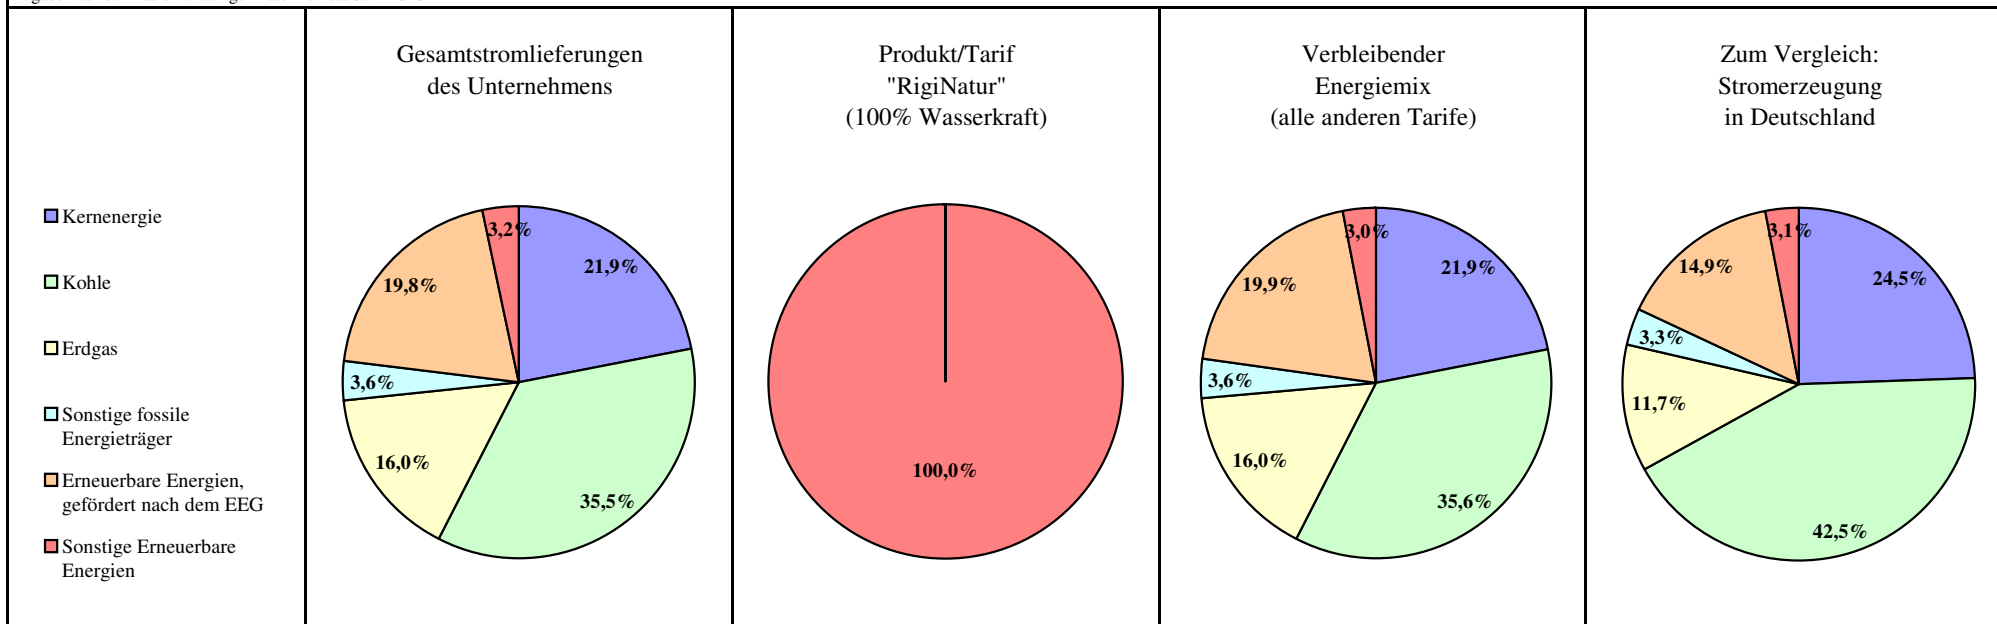 Gesamtstromlieferungen
des Unternehmens
Produkt/Tarif
"RigiNatur"
(100% Wasserkraft)
Verbleibender
Energiemix
(alle anderen Tarife)
Zum Vergleich:
Stromerzeugung
in Deutschland
Kernenergie
Kohle
Erdgas
Sonstige fossile
Energieträger
Erneuerbare Energien,
gefördert nach dem EEG
Sonstige Erneuerbare
Energien
3,2%
21,9%
19,8%
3,6%
16,0%
35,5%
100,0%
3,0%
21,9%
19,9%
3,6%
16,0%
35,6%
3,1%
24,5%
14,9%
3,3%
11,7%
42,5%